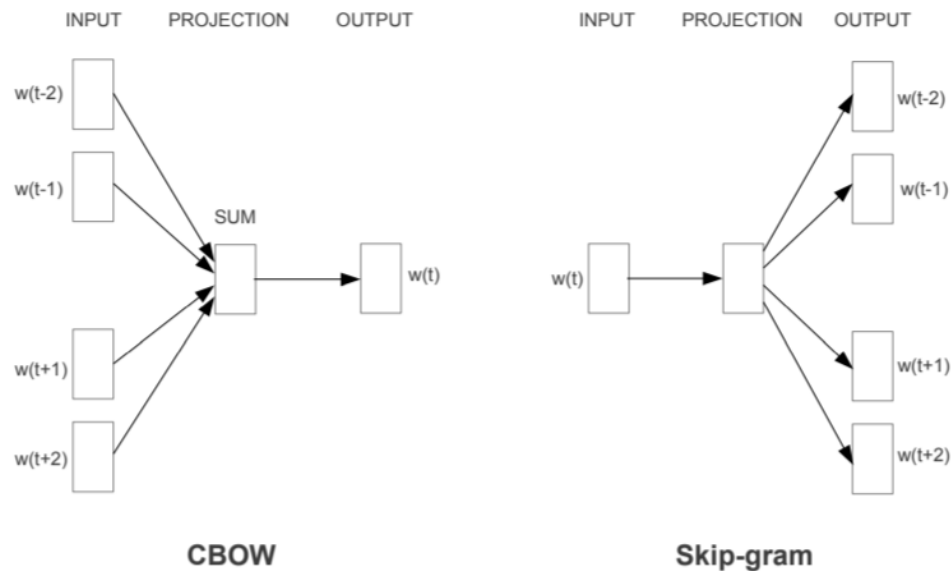 INPUT PROJECTION OUTPUT
w(t-2)
w(t-1)
SUM
w(t)
w(t+1)
w(t+2)
CBOW
INPUT PROJECTION OUTPUT
w(t-2)
w(t-1)
w(t)
w(t+1)
w(t+2)
Skip-gram